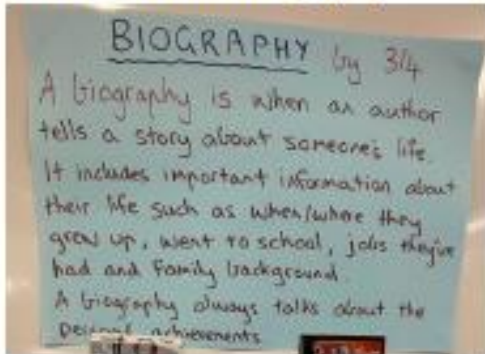 BIOGRAPHY by 3/4
A biography is when an author
tells a story about someone's life.
It includes important information about
their life such as when/where they
grew up, went to school, jobs they've
had and family background.
A biography always talks about the
persons achievements